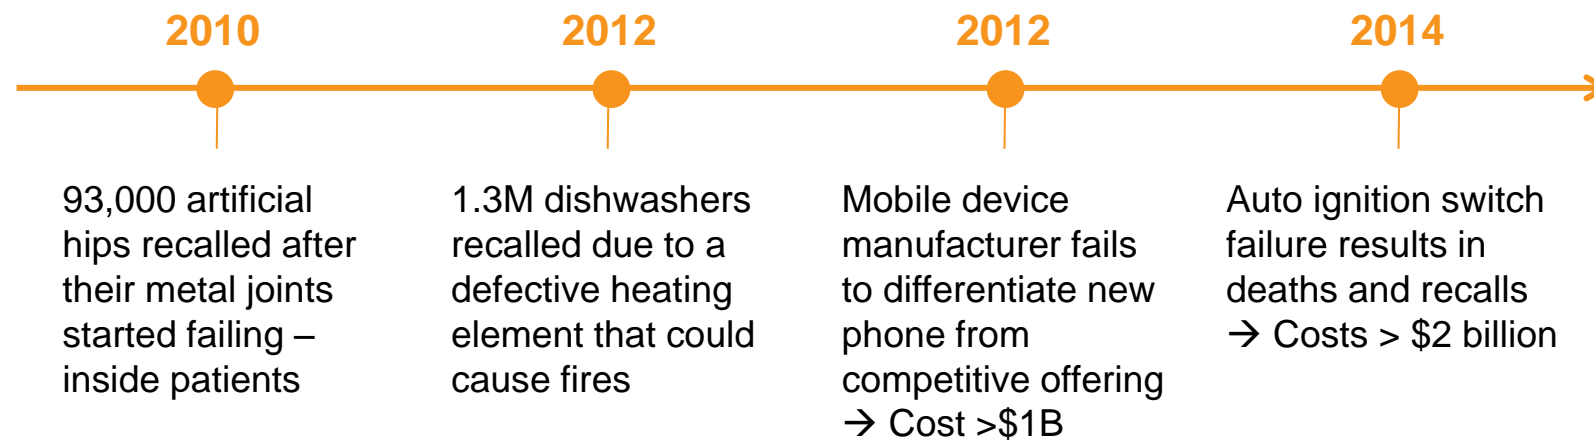 2010
93,000 artificial
hips recalled after
their metal joints
started failing –
inside patients
2012
1.3M dishwashers
recalled due to a
defective heating
element that could
cause fires
2012
Mobile device
manufacturer fails
to differentiate new
phone from
competitive offering
→ Cost >$1B
2014
Auto ignition switch
failure results in
deaths and recalls
→ Costs > $2 billion